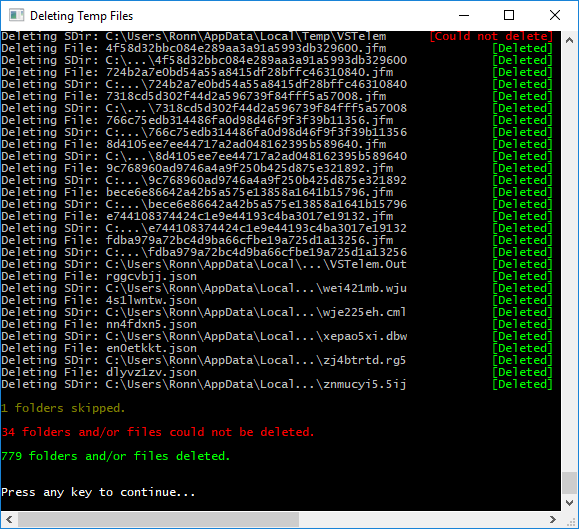 Deleting Temp Files
Deleting SDir: C:\Users\Ronn\AppData\Local\Temp\VSTelem [Could not delete]
Deleting File: 4f58d32bbc084e289aa3a91a5993db329600.jfm [Deleted]
Deleting SDir: C:\...\4f58d32bbc084e289aa3a91a5993db329600 [Deleted]
Deleting File: 724b2a7e0bd54a55a8415df28bffc46310840.jfm [Deleted]
Deleting SDir: C:...\724b2a7e0bd54a55a8415df28bffc46310840 [Deleted]
Deleting File: 7318cd5d302f44d2a596739f84fff5a57008.jfm [Deleted]
Deleting SDir: C:\...\7318cd5d302f44d2a596739f84fff5a57008 [Deleted]
Deleting File: 766c75edb314486fa0d98d46f9f3f39b11356.jfm [Deleted]
Deleting SDir: C:...\766c75edb314486fa0d98d46f9f3f39b11356 [Deleted]
Deleting File: 8d4105ee7ee44717a2ad048162395b589640.jfm [Deleted]
Deleting SDir: C:\...\8d4105ee7ee44717a2ad048162395b589640 [Deleted]
Deleting File: 9c768960ad9746a4a9f250b425d875e321892.jfm [Deleted]
Deleting SDir: C:...\9c768960ad9746a4a9f250b425d875e321892 [Deleted]
Deleting File: bece6e86642a42b5a575e13858a1641b15796.jfm [Deleted]
Deleting SDir: C:...\bece6e86642a42b5a575e13858a1641b15796 [Deleted]
Deleting File: e744108374424c1e9e44193c4ba3017e19132.jfm [Deleted]
Deleting SDir: C:...\e744108374424c1e9e44193c4ba3017e19132 [Deleted]
Deleting File: fdba979a72bc4d9ba66cfbe19a725d1a13256.jfm [Deleted]
Deleting SDir: C:...\fdba979a72bc4d9ba66cfbe19a725d1a13256 [Deleted]
Deleting SDir: C:\Users\Ronn\AppData\Local\...\VSTelem.Out [Deleted]
Deleting File: rggcvbjj.json [Deleted]
Deleting SDir: C:\Users\Ronn\AppData\Local...\wei421mb.wju [Deleted]
Deleting File: 4s1lwntw.json [Deleted]
Deleting SDir: C:\Users\Ronn\AppData\Local...\wje225eh.cml [Deleted]
Deleting File: nn4fdxn5.json [Deleted]
Deleting SDir: C:\Users\Ronn\AppData\Local...\xepao5xi.dbw [Deleted]
Deleting File: en0etkkt.json [Deleted]
Deleting SDir: C:\Users\Ronn\AppData\Local...\zj4btrtd.rg5 [Deleted]
Deleting File: dlyvz1zv.json [Deleted]
Deleting SDir: C:\Users\Ronn\AppData\Local...\znmucyi5.5ij [Deleted]
1 folders skipped.
34 folders and/or files could not be deleted.
779 folders and/or files deleted.
Press any key to continue...